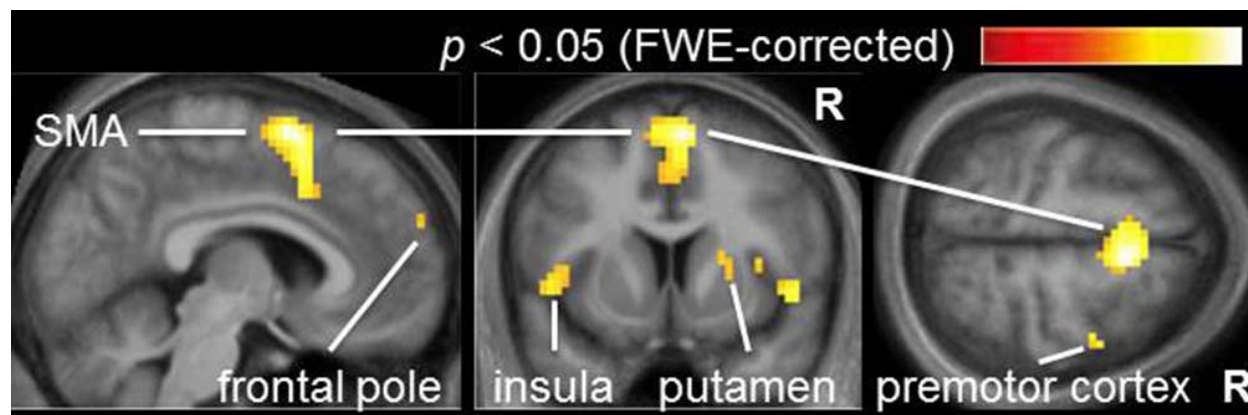 p < 0.05 (FWE-corrected)
R
SMA
frontal pole
insula
putamen
premotor cortex
R